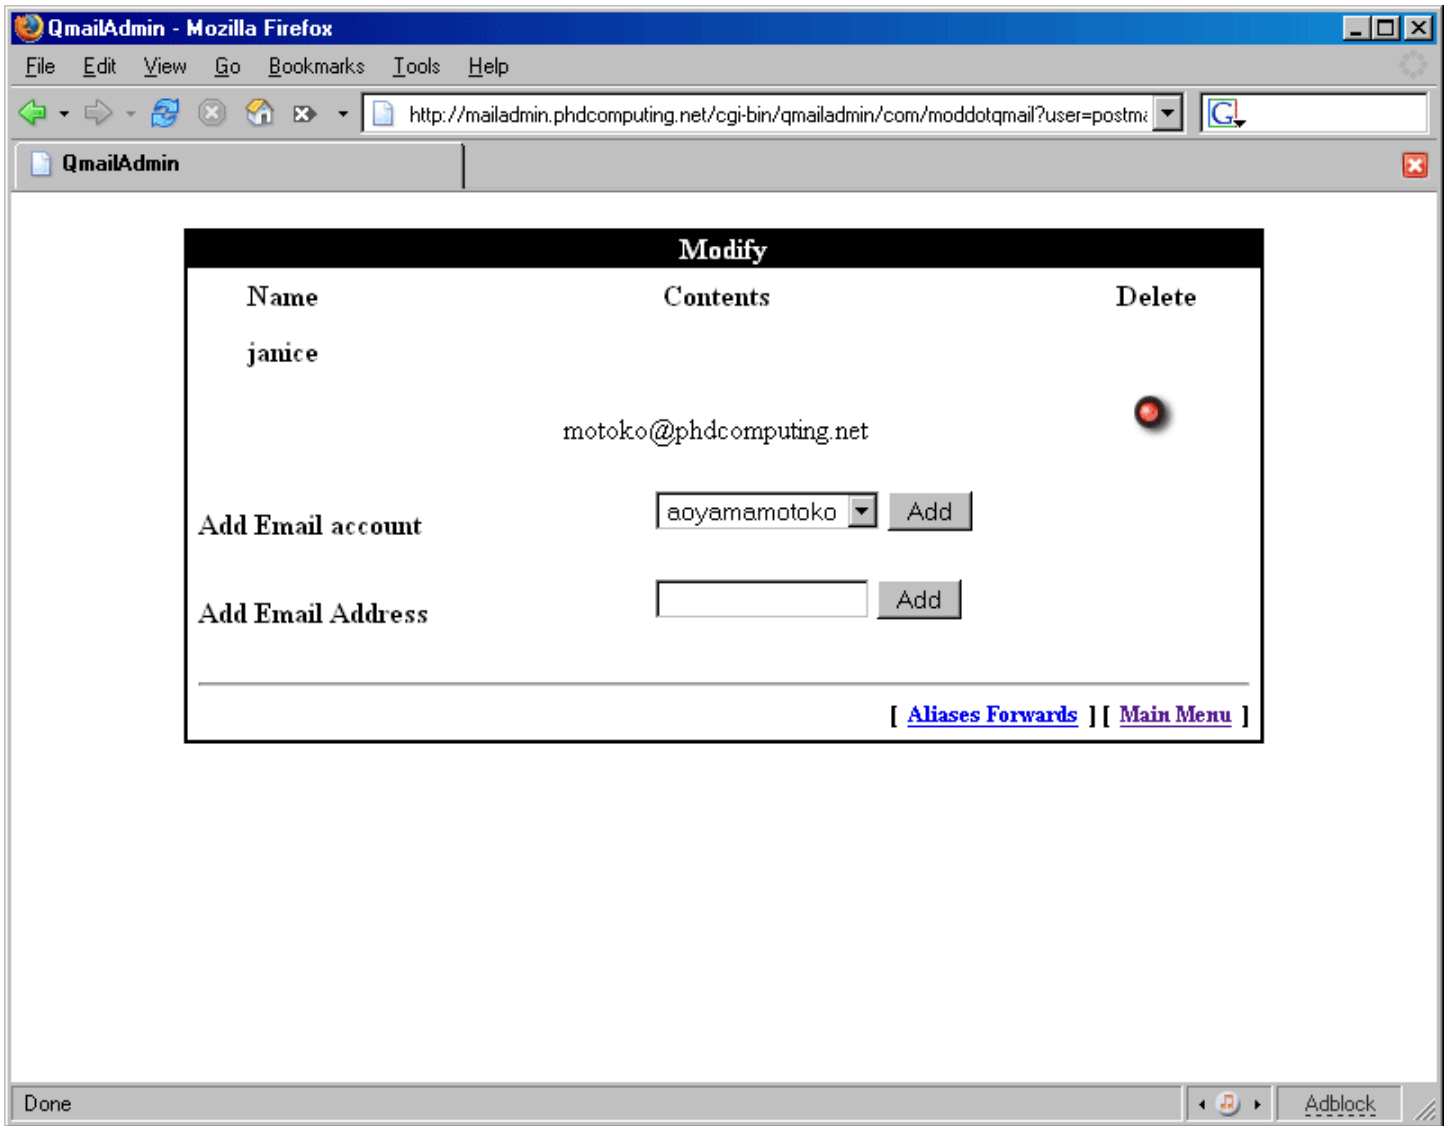 QmailAdmin - Mozilla Firefox
File Edit View Go Bookmarks Tools Help
http://mailadmin.phdcomputing.net/cgi-bin/qmailadmin/com/moddotqmail?user=postma
G
QmailAdmin
Modify
Name Contents Delete
janice
motoko@phdcomputing.net
Add Email account aoyamamotoko Add
Add Email Address Add
[ Aliases Forwards ] [ Main Menu ]
Done Adblock